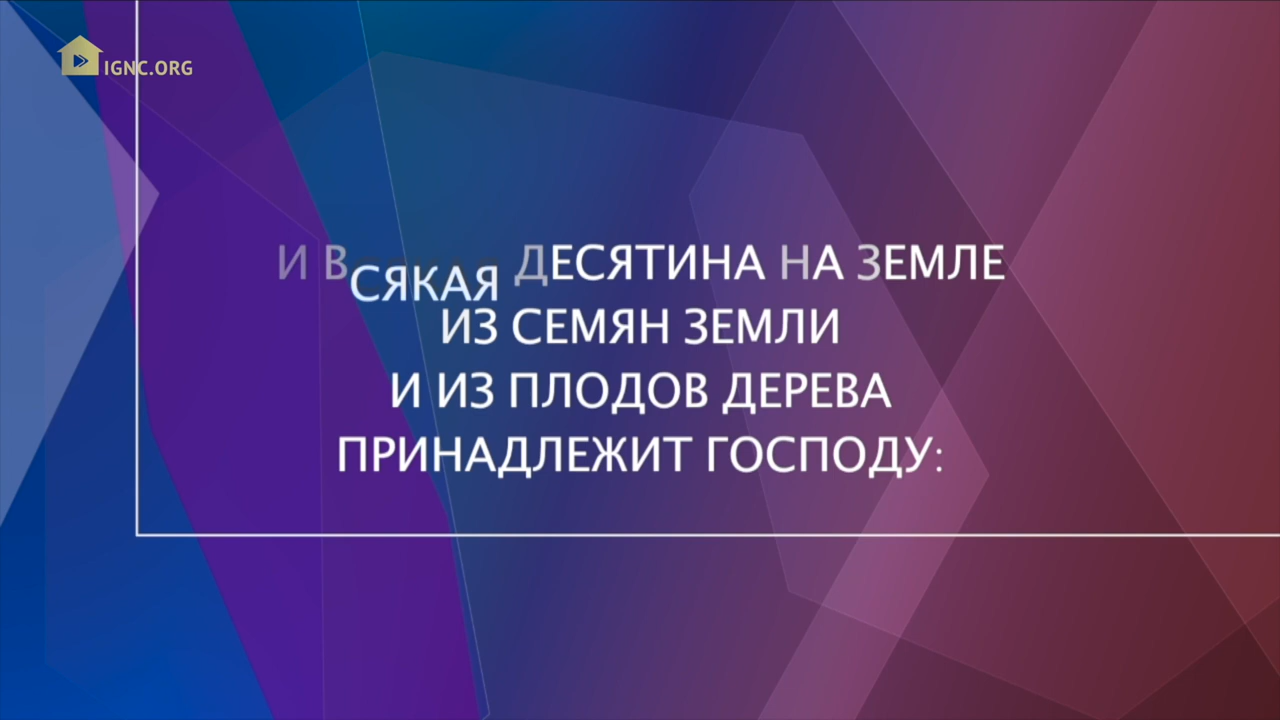 IGNC.ORG
И ВСЯКАЯ ДЕСЯТИНА НА ЗЕМЛЕ
ИЗ СЕМЯН ЗЕМЛИ
И ИЗ ПЛОДОВ ДЕРЕВА
ПРИНАДЛЕЖИТ ГОСПОДУ: